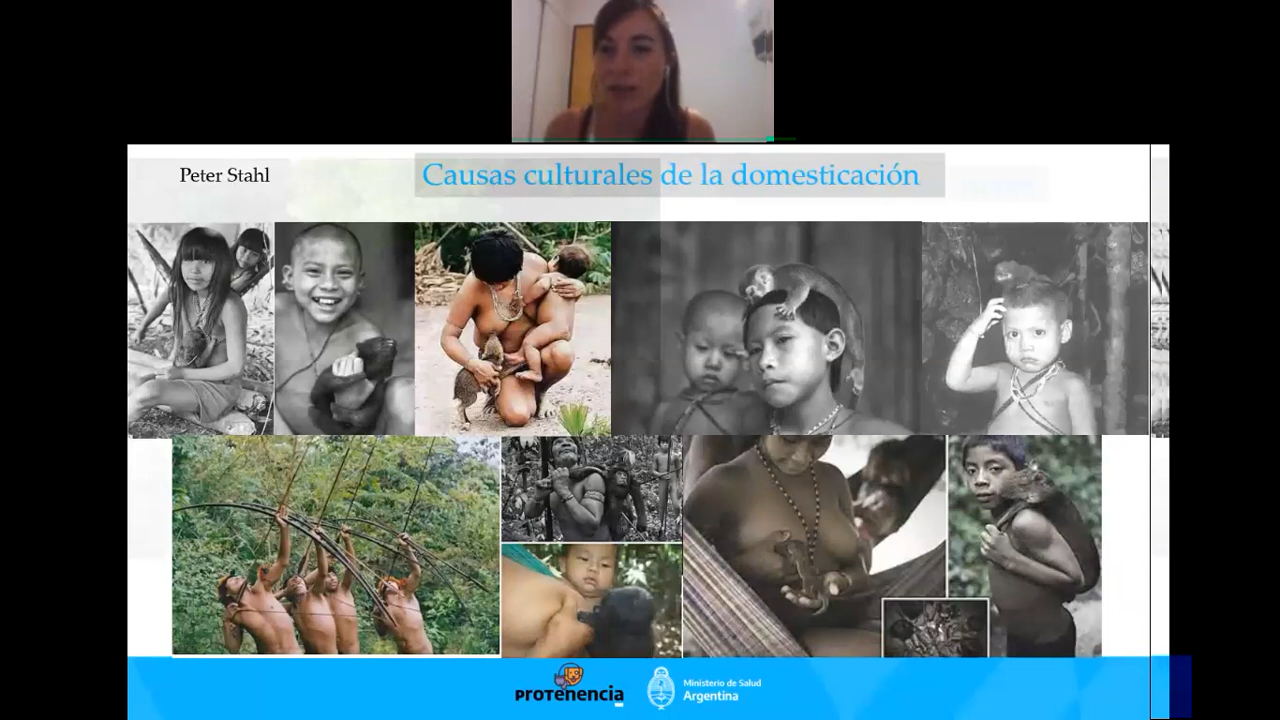 Peter Stahl
Causas culturales de la domesticación
PROTENENCIA
Ministerio de Salud
Argentina